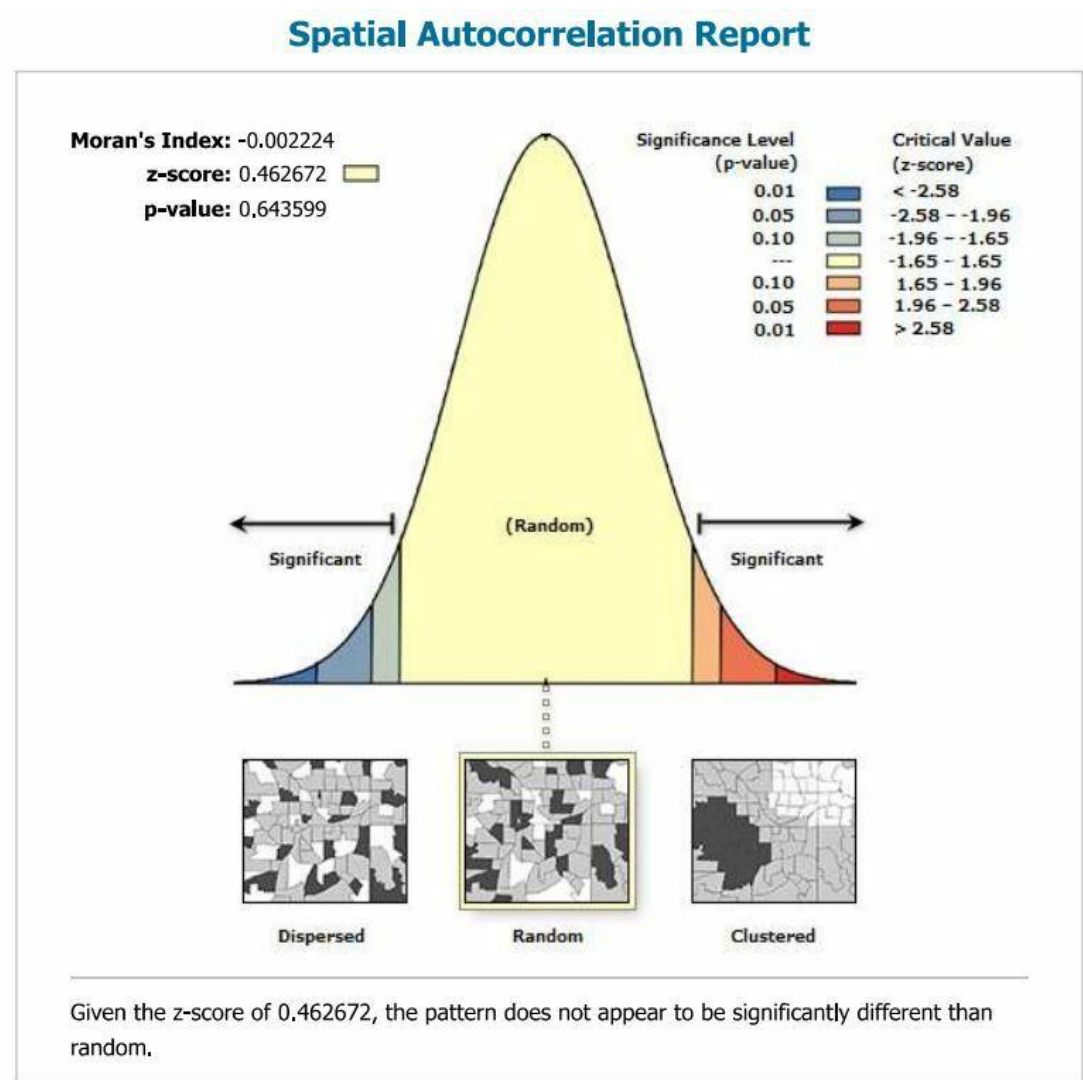 Spatial Autocorrelation Report
Moran's Index: -0.002224
z-score: 0.462672
p-value: 0.643599
Significance Level
(p-value)
Critical Value
(z-score)
0.01 < -2.58
0.05 -2.58 - -1.96
0.10 -1.96 - -1.65
--- -1.65 - 1.65
0.10 1.65 - 1.96
0.05 1.96 - 2.58
0.01 > 2.58
(Random)
Significant
Significant
Dispersed
Random
Clustered
Given the z-score of 0.462672, the pattern does not appear to be significantly different than
random.